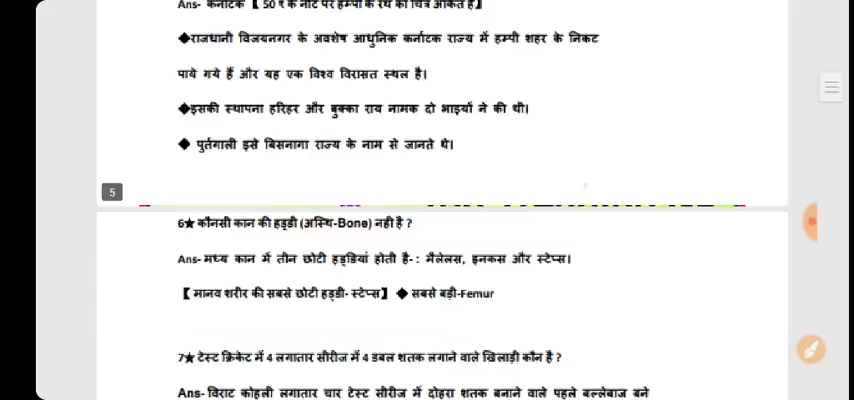 Ans- कर्नाटक 【 50 ₹ के नोट पर हम्पी के रथ का चित्र अंकित है】
◆राजधानी विजयनगर के अवशेष आधुनिक कर्नाटक राज्य में हम्पी शहर के निकट
पाये गये हैं और यह एक विश्व विरासत स्थल है।
◆इसकी स्थापना हरिहर और बुक्का राय नामक दो भाइयों ने की थी।
◆ पुर्तगाली इसे बिसनागा राज्य के नाम से जानते थे।
5
6★ कौनसी कान की हड्डी (अस्थि-Bone) नही है ?
Ans- मध्य कान में तीन छोटी हड्डियां होती है- : मैलेलस, इनकस और स्टेप्स।
【 मानव शरीर की सबसे छोटी हड्डी- स्टेप्स】 ◆ सबसे बड़ी-Femur
7★ टेस्ट क्रिकेट में 4 लगातार सीरीज में 4 डबल शतक लगाने वाले खिलाड़ी कौन है ?
Ans- विराट कोहली लगातार चार टेस्ट सीरीज में दोहरा शतक बनाने वाले पहले बल्लेबाज बने